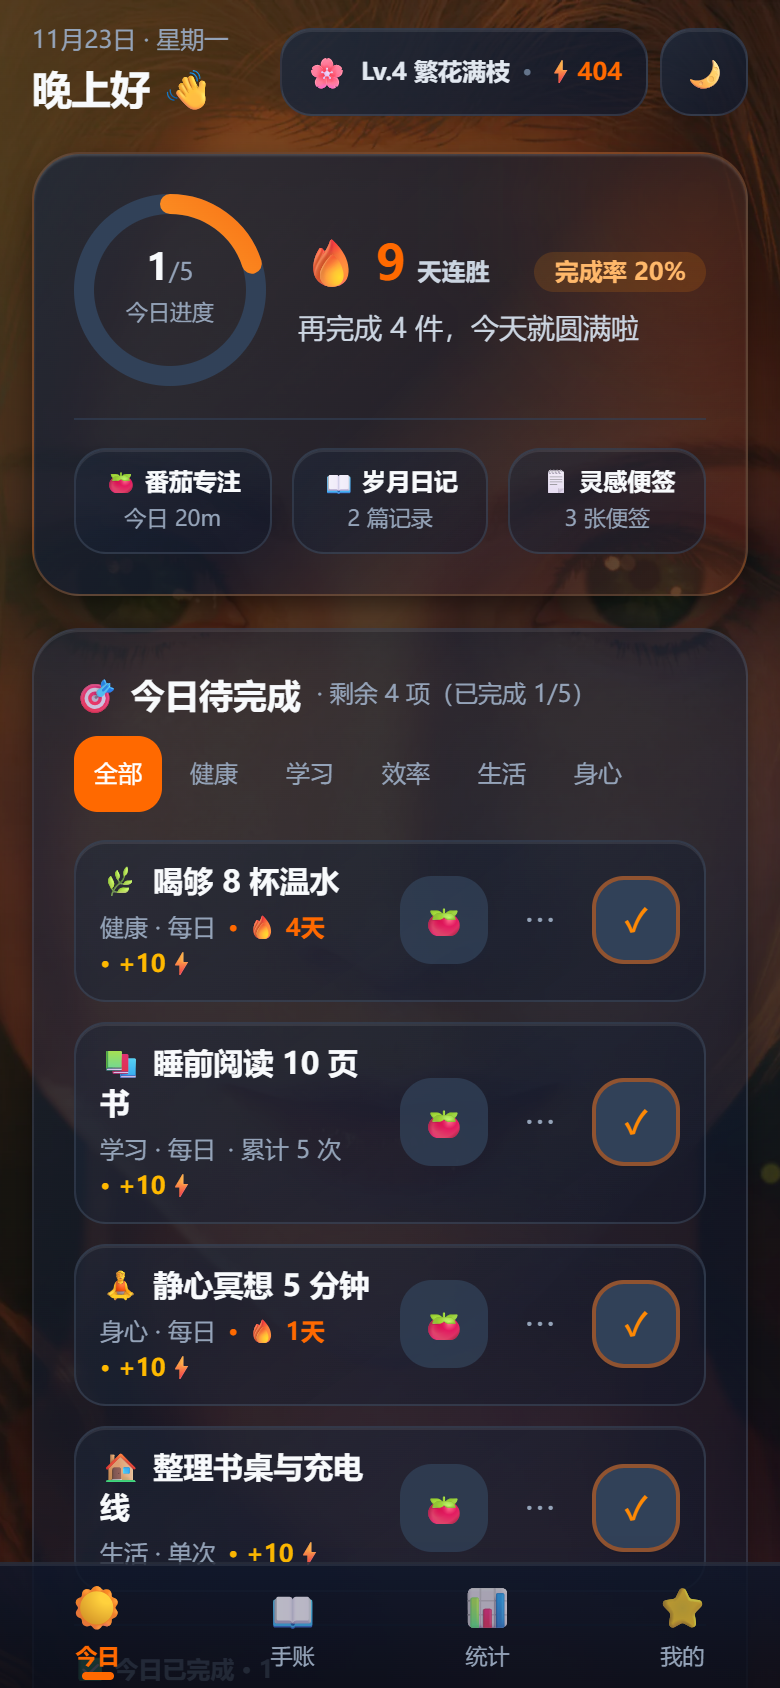 11月23日 · 星期一
晚上好 👋
🌸 Lv.4 繁花满枝 • ⚡ 404
🌙
1/5
今日进度
🔥 9 天连胜
完成率 20%
再完成 4 件，今天就圆满啦
🍅 番茄专注
今日 20m
📖 岁月日记
2 篇记录
🗒️ 灵感便签
3 张便签
🎯 今日待完成 · 剩余 4 项（已完成 1/5）
全部 健康 学习 效率 生活 身心
🌿 喝够 8 杯温水
健康 · 每日 • 🔥 4天
• +10 ⚡
🍅 ··· ✓
📚 睡前阅读 10 页
书
学习 · 每日 · 累计 5 次
• +10 ⚡
🍅 ··· ✓
🧘 静心冥想 5 分钟
身心 · 每日 • 🔥 1天
• +10 ⚡
🍅 ··· ✓
🏠 整理书桌与充电
线
生活 · 单次 • +10 ⚡
🍅 ··· ✓
今日已完成 • 1
今日 手账 统计 我的